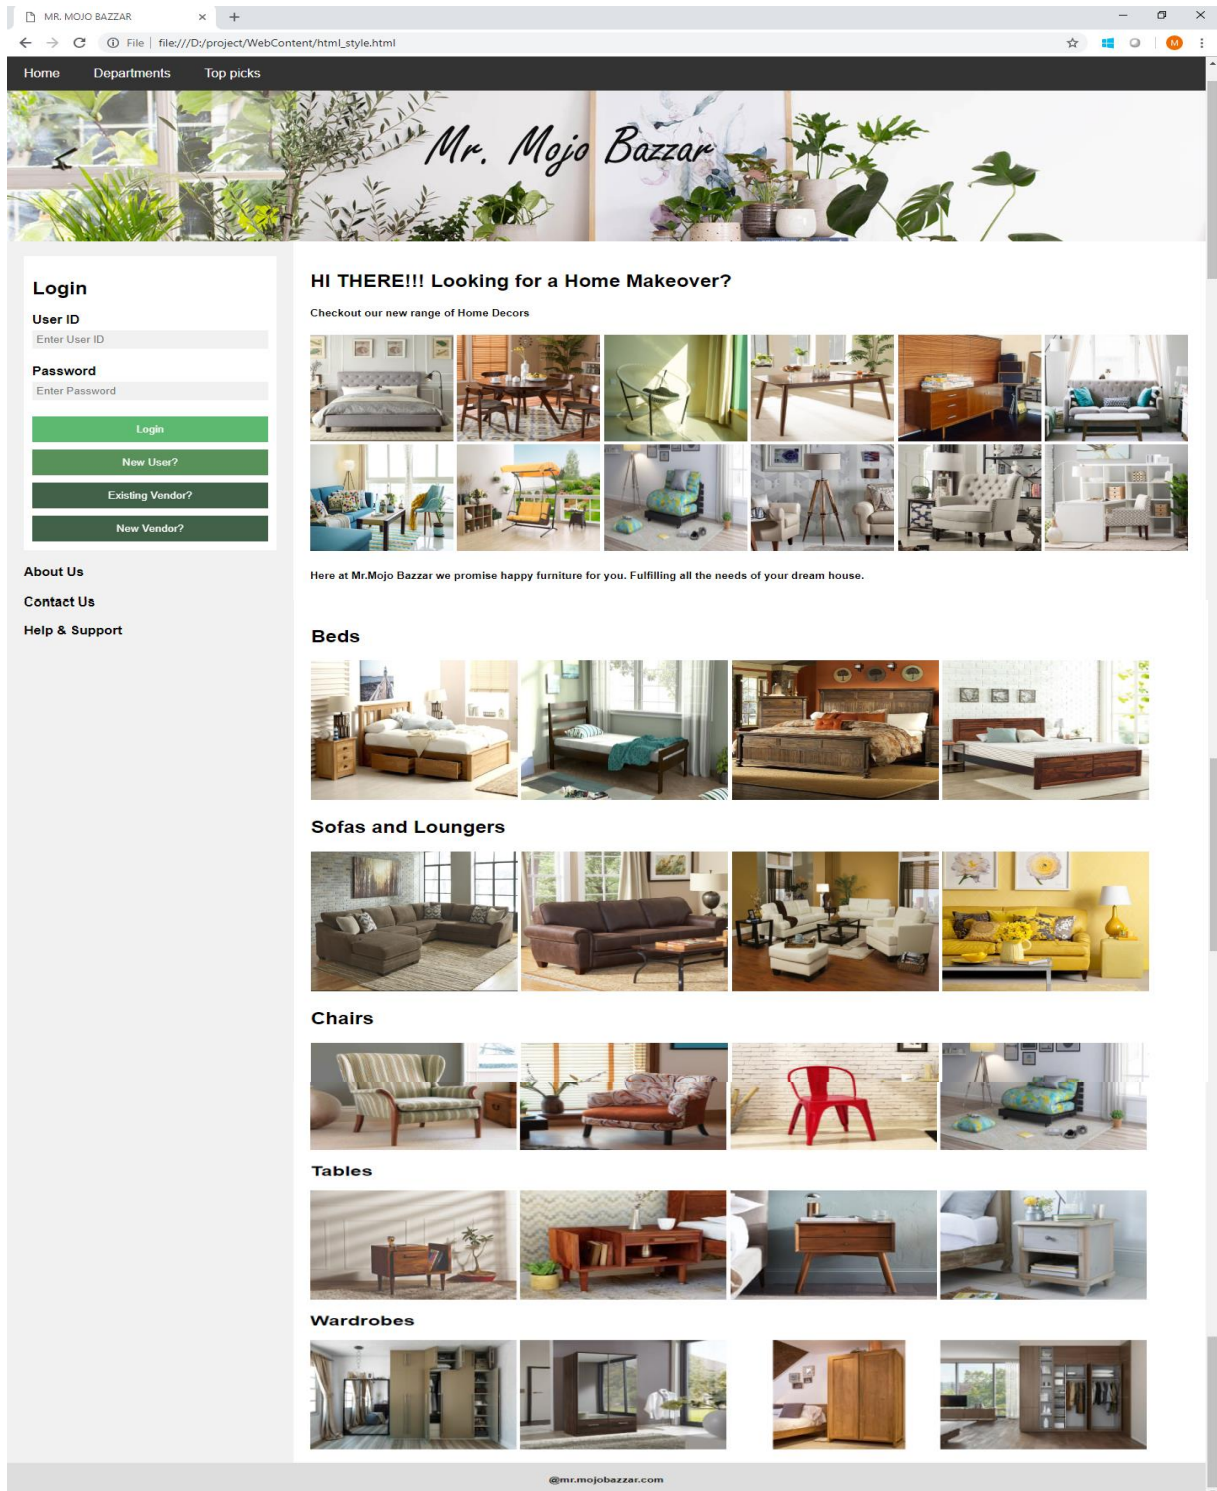 MR. MOJO BAZZAR
File | file:///D:/project/WebContent/html_style.html
M
Home Departments Top picks
Mr. Mojo Bazzar
Login
User ID
Enter User ID
Password
Enter Password
Login
New User?
Existing Vendor?
New Vendor?
About Us
Contact Us
Help & Support
HI THERE!!! Looking for a Home Makeover?
Checkout our new range of Home Decors
Here at Mr.Mojo Bazzar we promise happy furniture for you. Fulfilling all the needs of your dream house.
Beds
Sofas and Loungers
Chairs
Tables
Wardrobes
@mr.mojobazzar.com